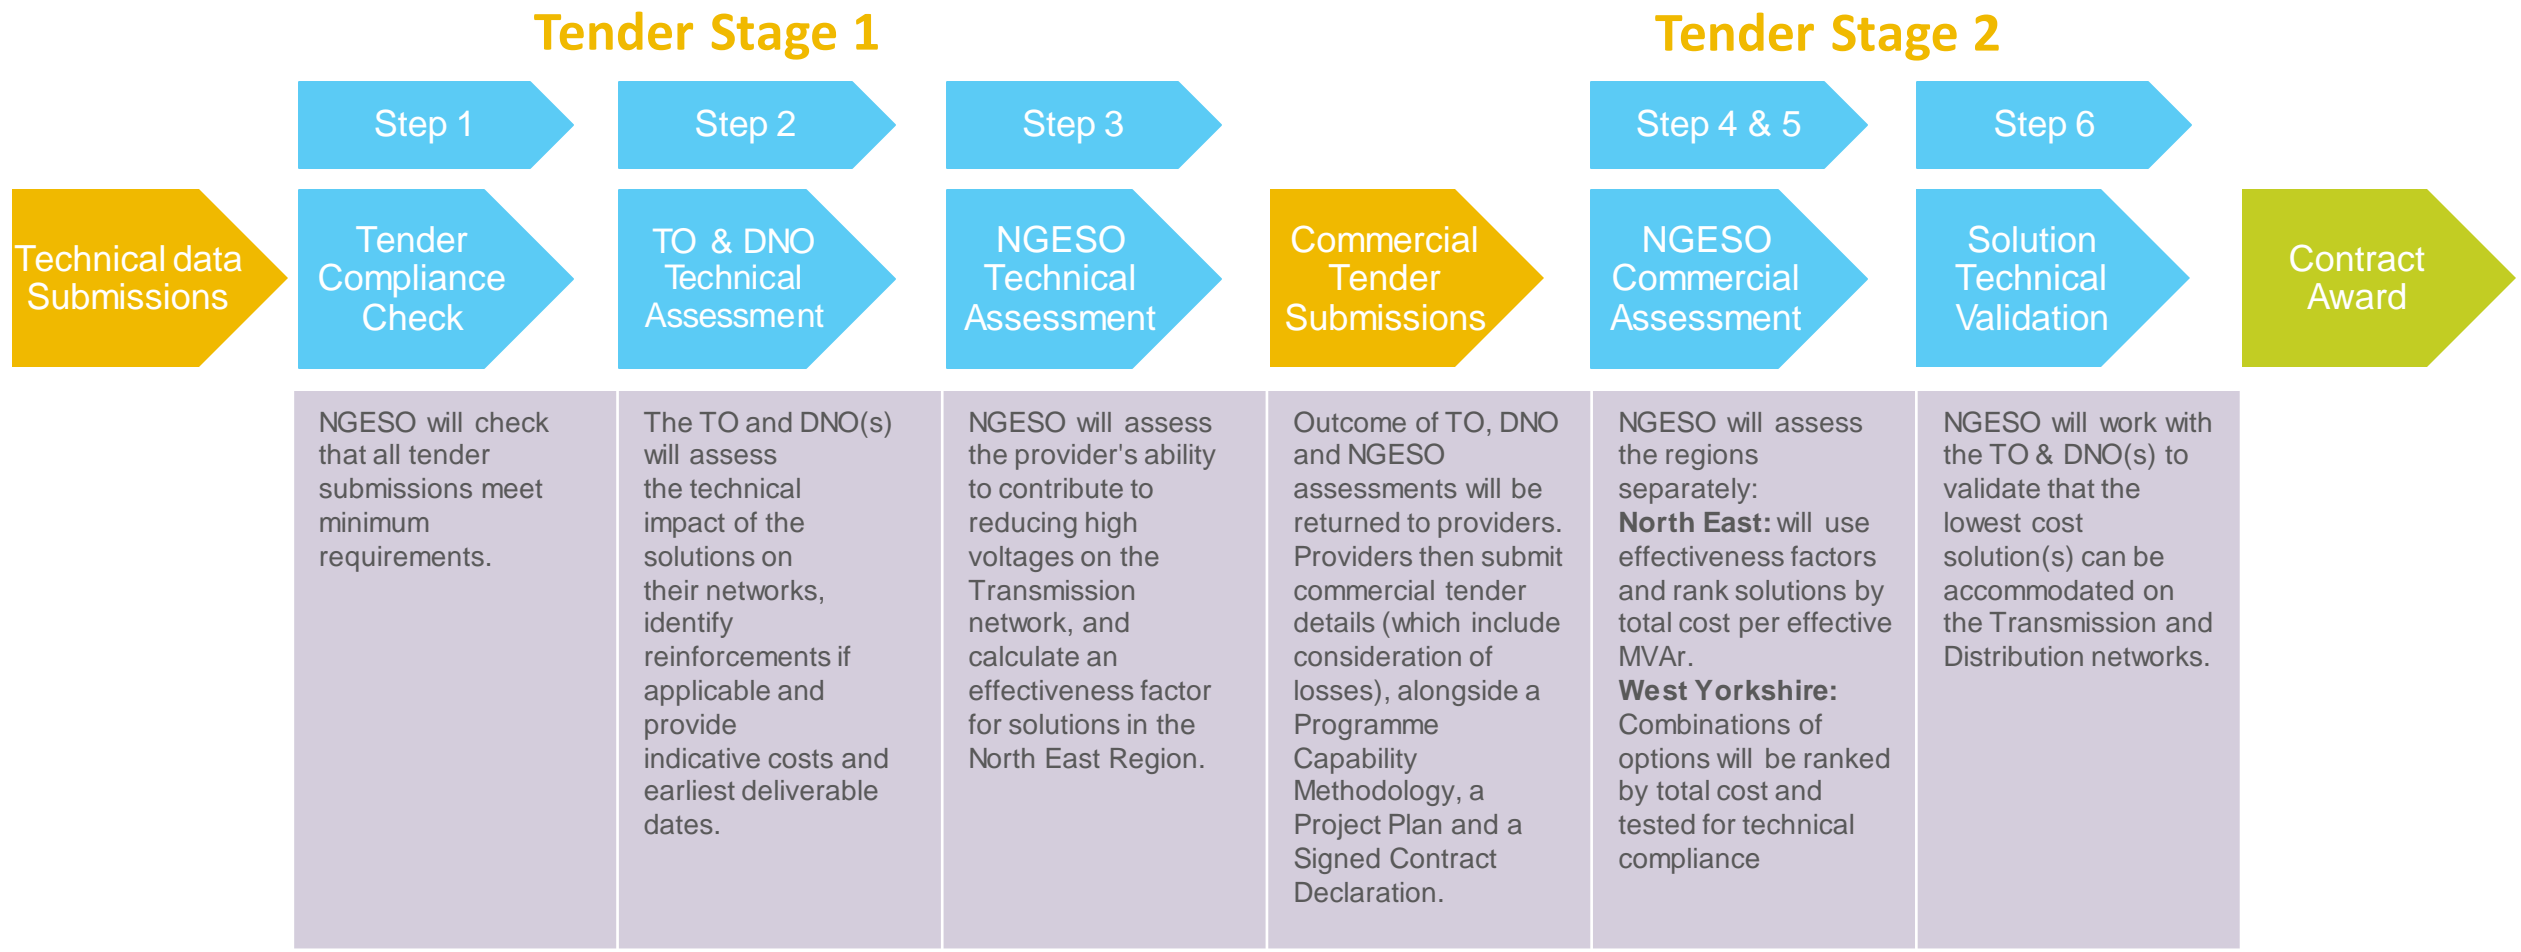 Tender Stage 1
Tender Stage 2
Step 1
Step 2
Step 3
Step 4 & 5
Step 6
Technical data
Submissions
Tender
Compliance
Check
TO & DNO
Technical
Assessment
NGESO
Technical
Assessment
Commercial
Tender
Submissions
NGESO
Commercial
Assessment
Solution
Technical
Validation
Contract
Award
NGESO will check
that all tender
submissions meet
minimum
requirements.
The TO and DNO(s)
will assess
the technical
impact of the
solutions on
their networks,
identify
reinforcements if
applicable and
provide
indicative costs and
earliest deliverable
dates.
NGESO will assess
the provider's ability
to contribute to
reducing high
voltages on the
Transmission
network, and
calculate an
effectiveness factor
for solutions in the
North East Region.
Outcome of TO, DNO
and NGESO
assessments will be
returned to providers.
Providers then submit
commercial tender
details (which include
consideration of
losses), alongside a
Programme
Capability
Methodology, a
Project Plan and a
Signed Contract
Declaration.
NGESO will assess
the regions
separately:
North East: will use
effectiveness factors
and rank solutions by
total cost per effective
MVAr.
West Yorkshire:
Combinations of
options will be ranked
by total cost and
tested for technical
compliance
NGESO will work with
the TO & DNO(s) to
validate that the
lowest cost
solution(s) can be
accommodated on
the Transmission and
Distribution networks.